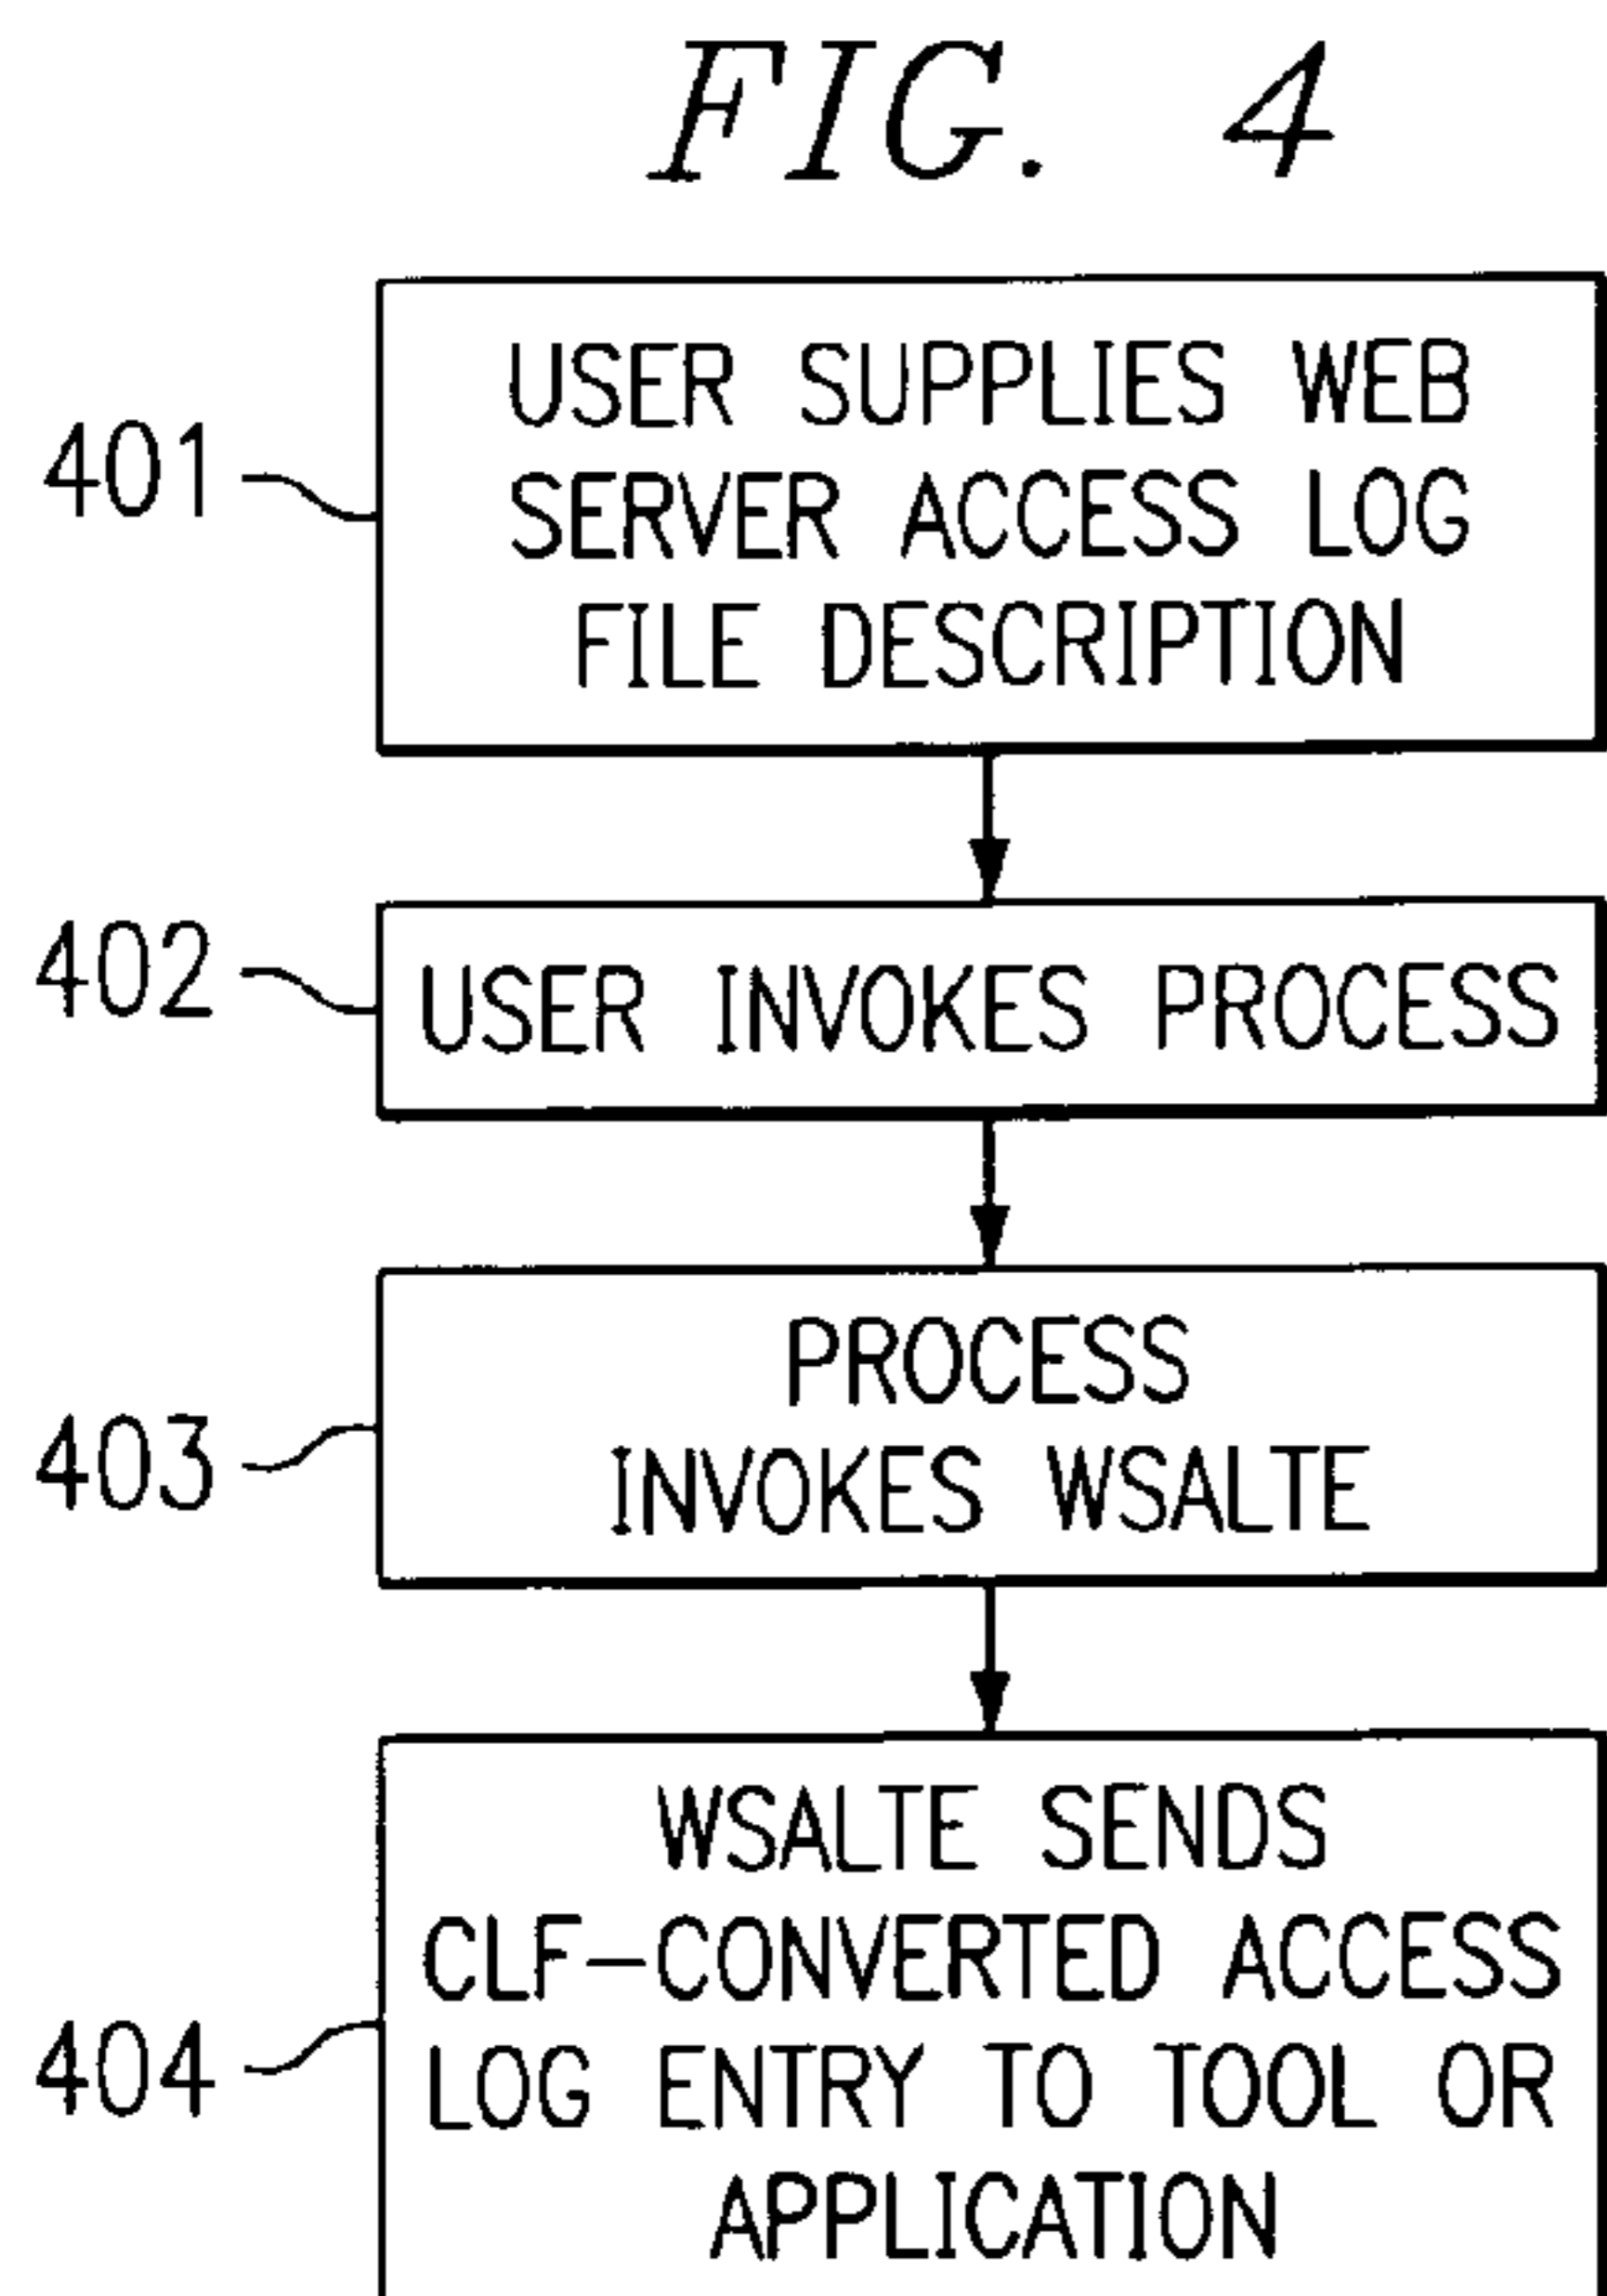 FIG. 4
401
USER SUPPLIES WEB
SERVER ACCESS LOG
FILE DESCRIPTION
402
USER INVOKES PROCESS
403
PROCESS
INVOKES WSALTE
404
WSALTE SENDS
CLF-CONVERTED ACCESS
LOG ENTRY TO TOOL OR
APPLICATION